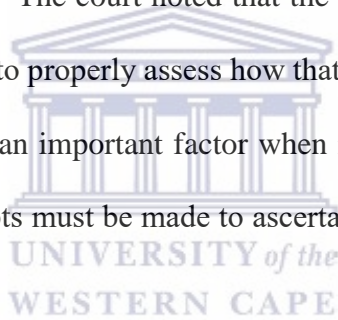 The court noted that the
to properly assess how that
an important factor when
ots must be made to ascerta
UNIVERSITY of the
WESTERN CAPE